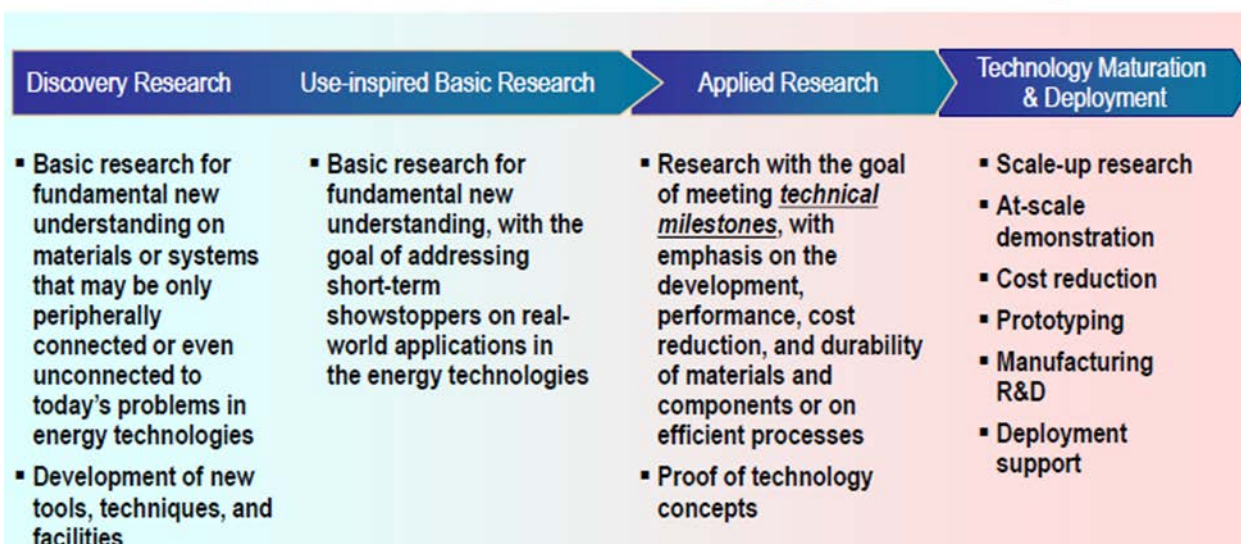 Discovery Research
Use-inspired Basic Research
Applied Research
Technology Maturation
& Deployment
▪ Basic research for
fundamental new
understanding on
materials or systems
that may be only
peripherally
connected or even
unconnected to
today's problems in
energy technologies
▪ Development of new
tools, techniques, and
facilities
▪ Basic research for
fundamental new
understanding, with the
goal of addressing
short-term
showstoppers on real-
world applications in
the energy technologies
▪ Research with the goal
of meeting technical
milestones, with
emphasis on the
development,
performance, cost
reduction, and durability
of materials and
components or on
efficient processes
▪ Proof of technology
concepts
▪ Scale-up research
▪ At-scale
demonstration
▪ Cost reduction
▪ Prototyping
▪ Manufacturing
R&D
▪ Deployment
support